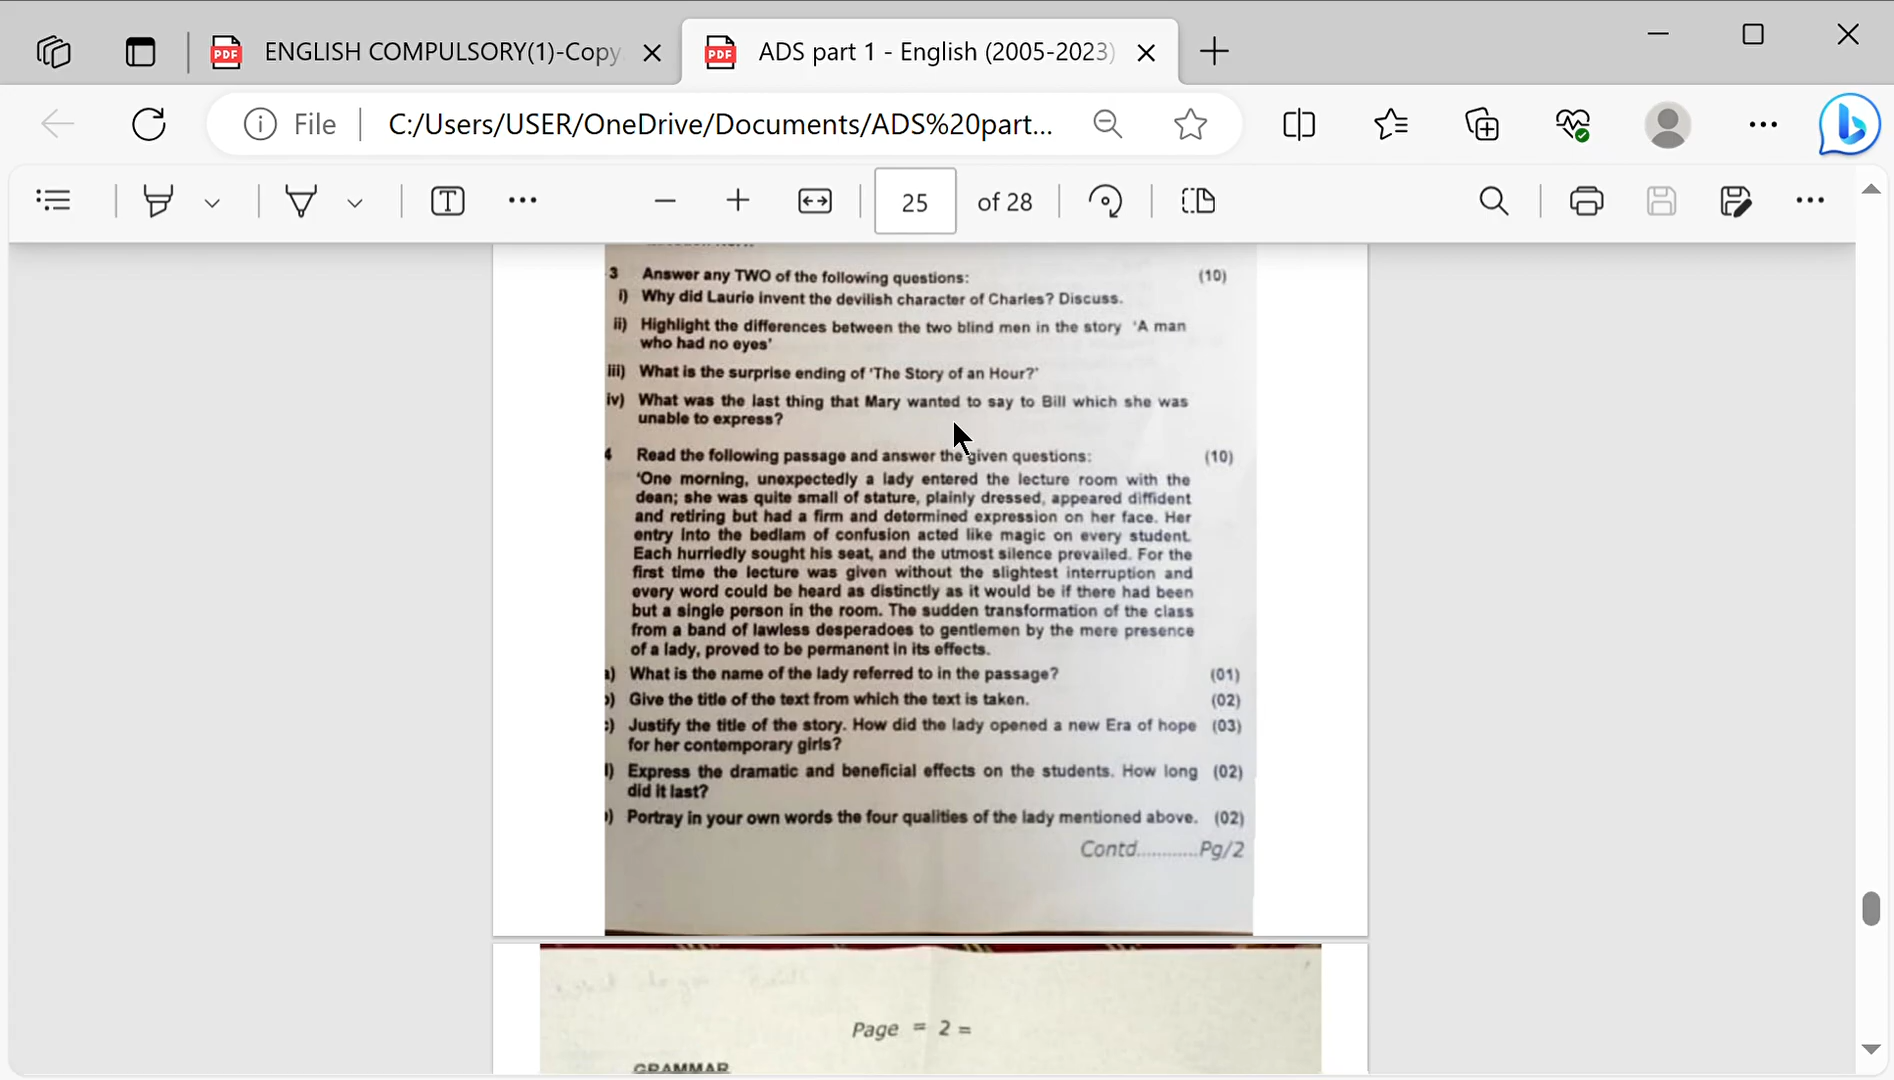 ENGLISH COMPULSORY(1)-Copy
ADS part 1 - English (2005-2023)
File
C:/Users/USER/OneDrive/Documents/ADS%20part...
25 of 28
3 Answer any TWO of the following questions: (10)
i) Why did Laurie invent the devilish character of Charles? Discuss.
ii) Highlight the differences between the two blind men in the story 'A man
who had no eyes'
iii) What is the surprise ending of 'The Story of an Hour?'
iv) What was the last thing that Mary wanted to say to Bill which she was
unable to express?
4 Read the following passage and answer the given questions: (10)
'One morning, unexpectedly a lady entered the lecture room with the
dean; she was quite small of stature, plainly dressed, appeared diffident
and retiring but had a firm and determined expression on her face. Her
entry into the bedlam of confusion acted like magic on every student.
Each hurriedly sought his seat, and the utmost silence prevailed. For the
first time the lecture was given without the slightest interruption and
every word could be heard as distinctly as it would be if there had been
but a single person in the room. The sudden transformation of the class
from a band of lawless desperadoes to gentlemen by the mere presence
of a lady, proved to be permanent in its effects.
) What is the name of the lady referred to in the passage? (01)
) Give the title of the text from which the text is taken. (02)
) Justify the title of the story. How did the lady opened a new Era of hope (03)
for her contemporary girls?
) Express the dramatic and beneficial effects on the students. How long (02)
did it last?
) Portray in your own words the four qualities of the lady mentioned above. (02)
Contd............Pg/2
Page = 2 =
GRAMMAR